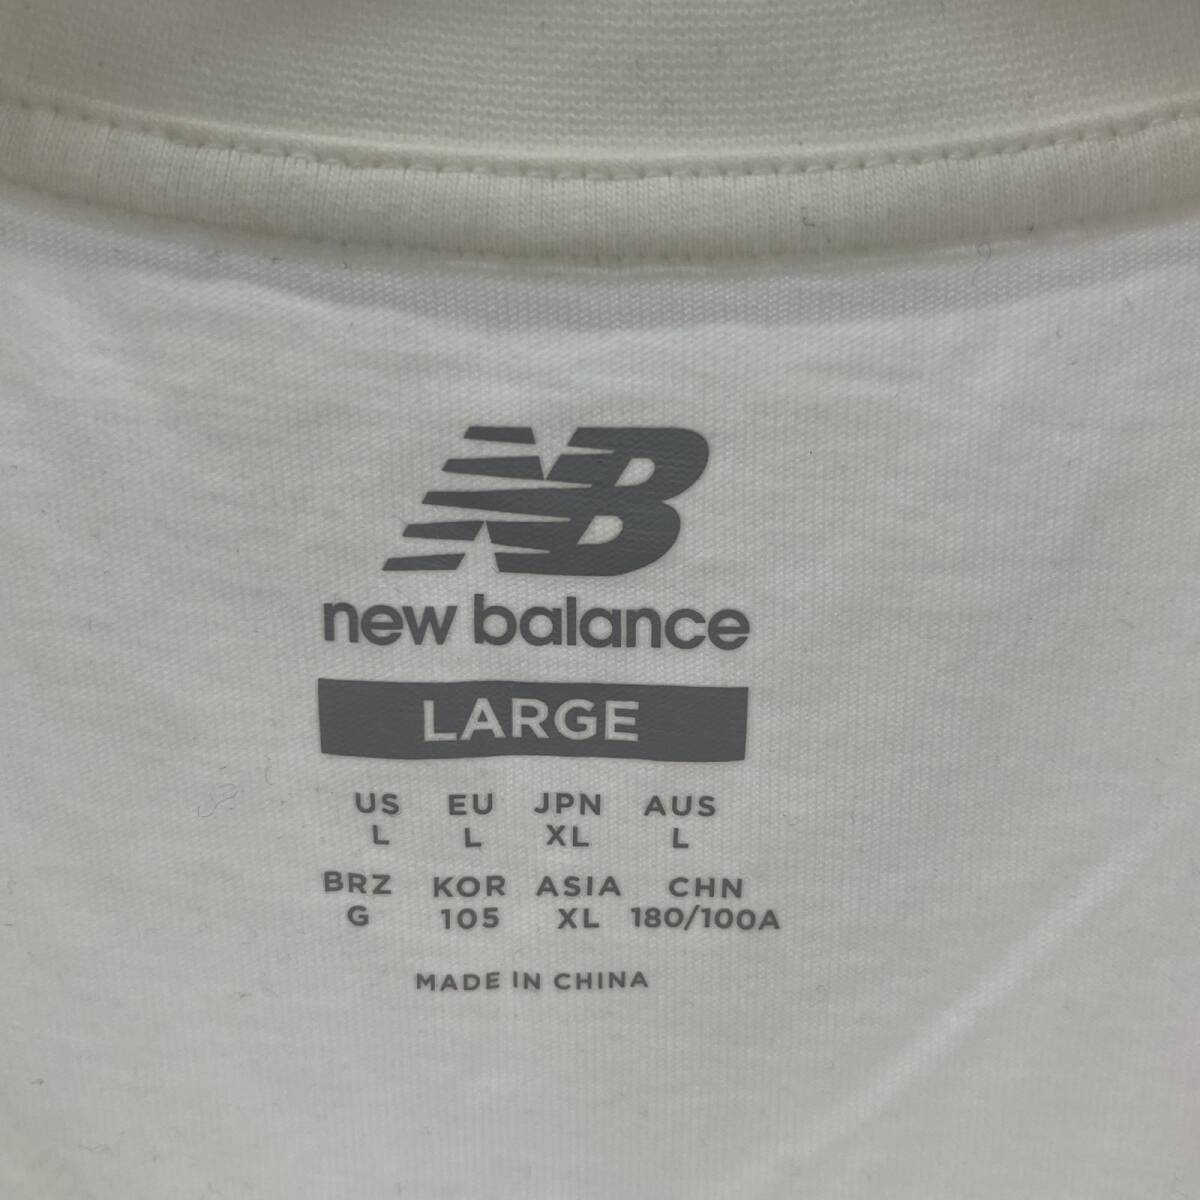 NB
new balance
LARGE
US EU JPN AUS
L L XL L
BRZ KOR ASIA CHN
G 105 XL 180/100A
MADE IN CHINA